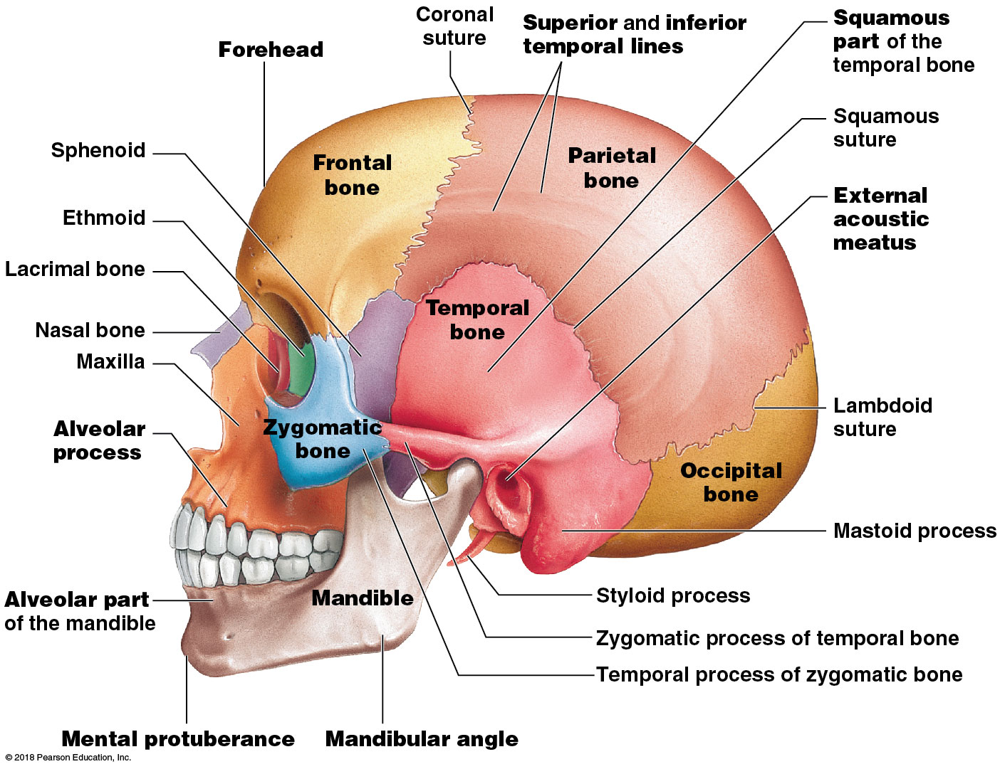 Coronal
suture
Superior and inferior
temporal lines
Squamous
part of the
temporal bone
Forehead
Squamous
suture
Sphenoid
Frontal
bone
Parietal
bone
External
acoustic
meatus
Ethmoid
Lacrimal bone
Temporal
bone
Nasal bone
Maxilla
Lambdoid
suture
Alveolar
process
Zygomatic
bone
Occipital
bone
Mastoid process
Styloid process
Alveolar part
of the mandible
Mandible
Zygomatic process of temporal bone
Temporal process of zygomatic bone
Mental protuberance
Mandibular angle
© 2018 Pearson Education, Inc.